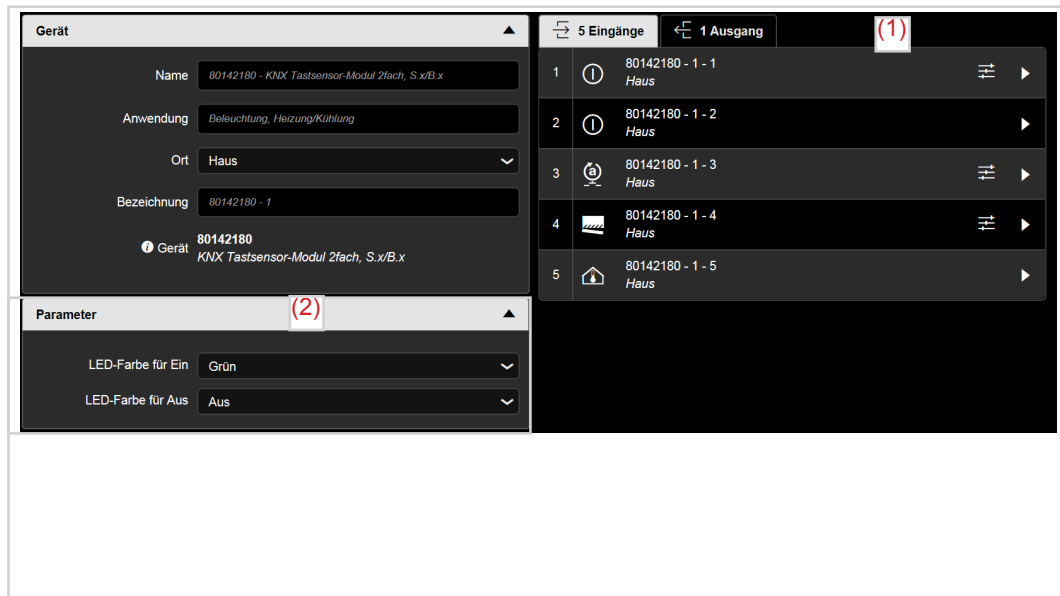 Gerät
Name 80142180 - KNX Tastsensor-Modul 2fach, S.x/B.x
Anwendung Beleuchtung, Heizung/Kühlung
Ort Haus
Bezeichnung 80142180 - 1
i Gerät 80142180
KNX Tastsensor-Modul 2fach, S.x/B.x
(2)
Parameter
LED-Farbe für Ein Grün
LED-Farbe für Aus Aus
5 Eingänge 1 Ausgang (1)
1 80142180 - 1 - 1
Haus
2 80142180 - 1 - 2
Haus
3 a 80142180 - 1 - 3
Haus
4 80142180 - 1 - 4
Haus
5 80142180 - 1 - 5
Haus